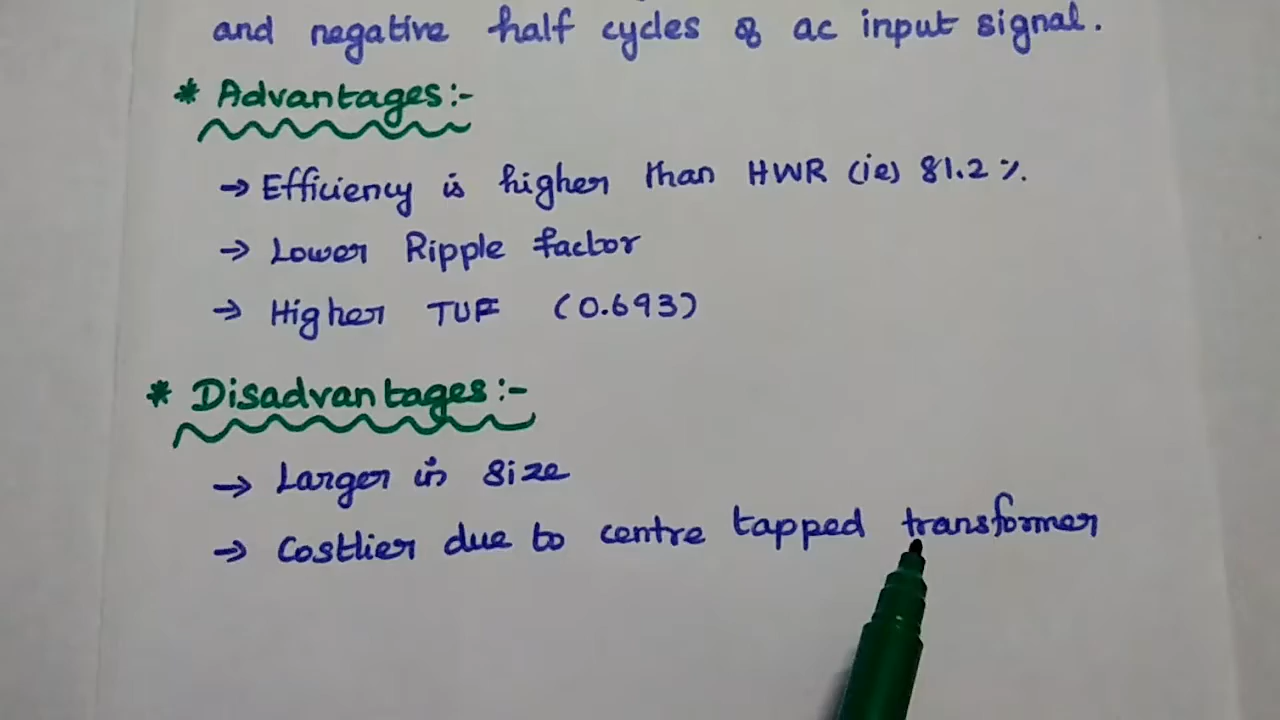 and negative half cycles of ac input signal.
* Advantages:-
→ Efficiency is higher than HWR (ie) 81.2 %.
→ Lower Ripple factor
→ Higher TUF (0.693)
* Disadvantages:-
→ Larger in size
→ Costlier due to centre tapped transformer